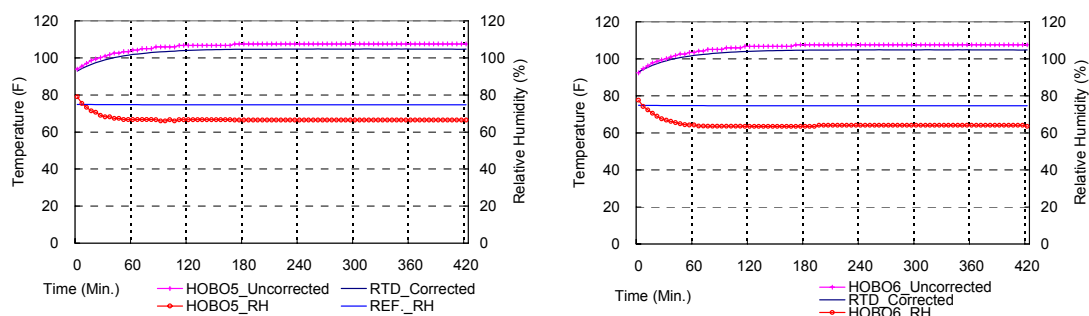 120 120
100 100
80 80
60 60
40 40
20 20
0 0
Temperature (F)
Relative Humidity (%)
0 60 120 180 240 300 360 420
Time (Min.)
HOBO5_Uncorrected RTD_Corrected
HOBO5_RH REF._RH
120 120
100 100
80 80
60 60
40 40
20 20
0 0
Temperature (F)
Relative Humidity (%)
0 60 120 180 240 300 360 420
Time (Min.)
HOBO6_Uncorrected
RTD_Corrected
HOBO6_RH